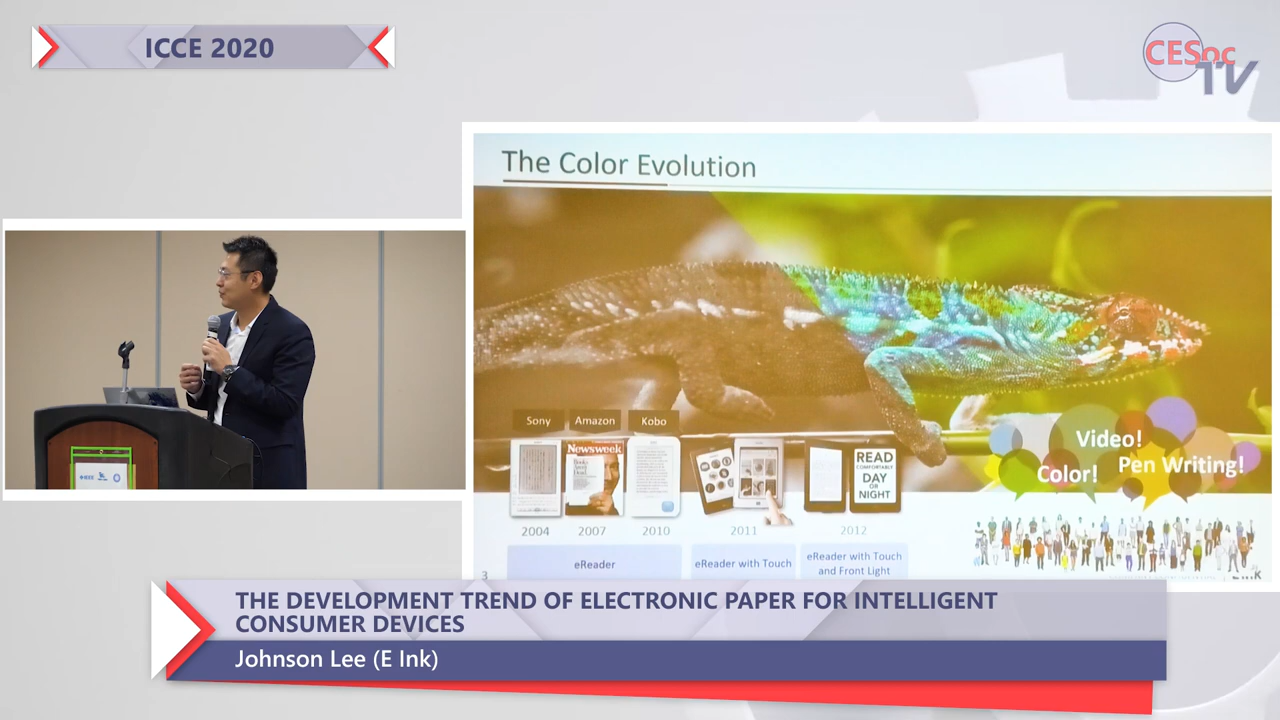 ICCE 2020
CESoc
TV
The Color Evolution
Video!
Color!
Pen Writing!
Sony
Amazon
Kobo
Newsweek
READ
COMFORTABLY
DAY
OR
NIGHT
2004
2007
2010
2011
2012
eReader
eReader with Touch
eReader with Touch
and Front Light
3
IEEE
THE DEVELOPMENT TREND OF ELECTRONIC PAPER FOR INTELLIGENT
CONSUMER DEVICES
Johnson Lee (E Ink)